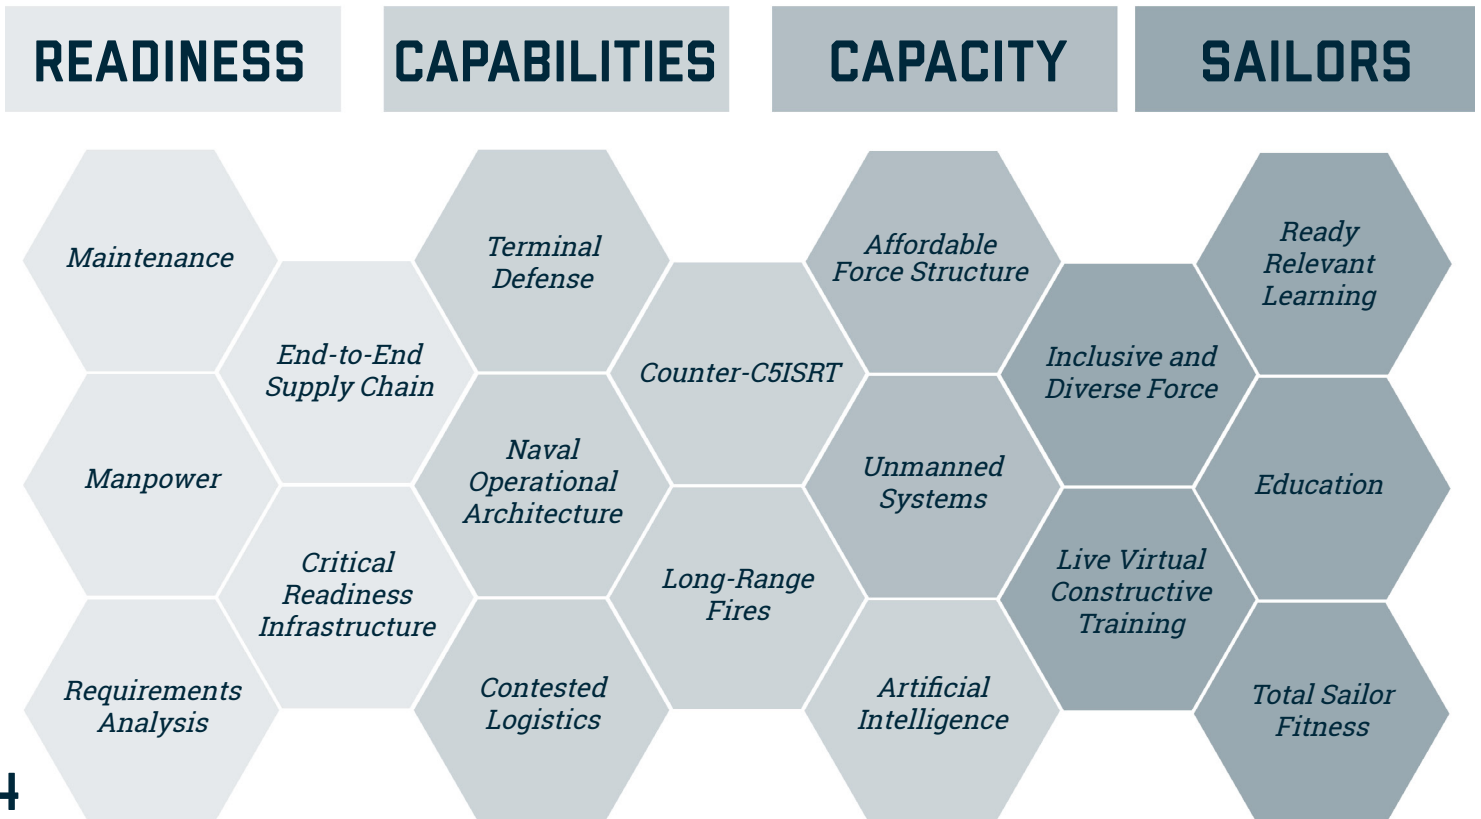 READINESS
CAPABILITIES
CAPACITY
SAILORS
Maintenance
Manpower
Requirements
Analysis
End-to-End
Supply Chain
Critical
Readiness
Infrastructure
Terminal
Defense
Naval
Operational
Architecture
Contested
Logistics
Counter-C5ISRT
Long-Range
Fires
Affordable
Force Structure
Unmanned
Systems
Artificial
Intelligence
Inclusive and
Diverse Force
Live Virtual
Constructive
Training
Ready
Relevant
Learning
Education
Total Sailor
Fitness
4